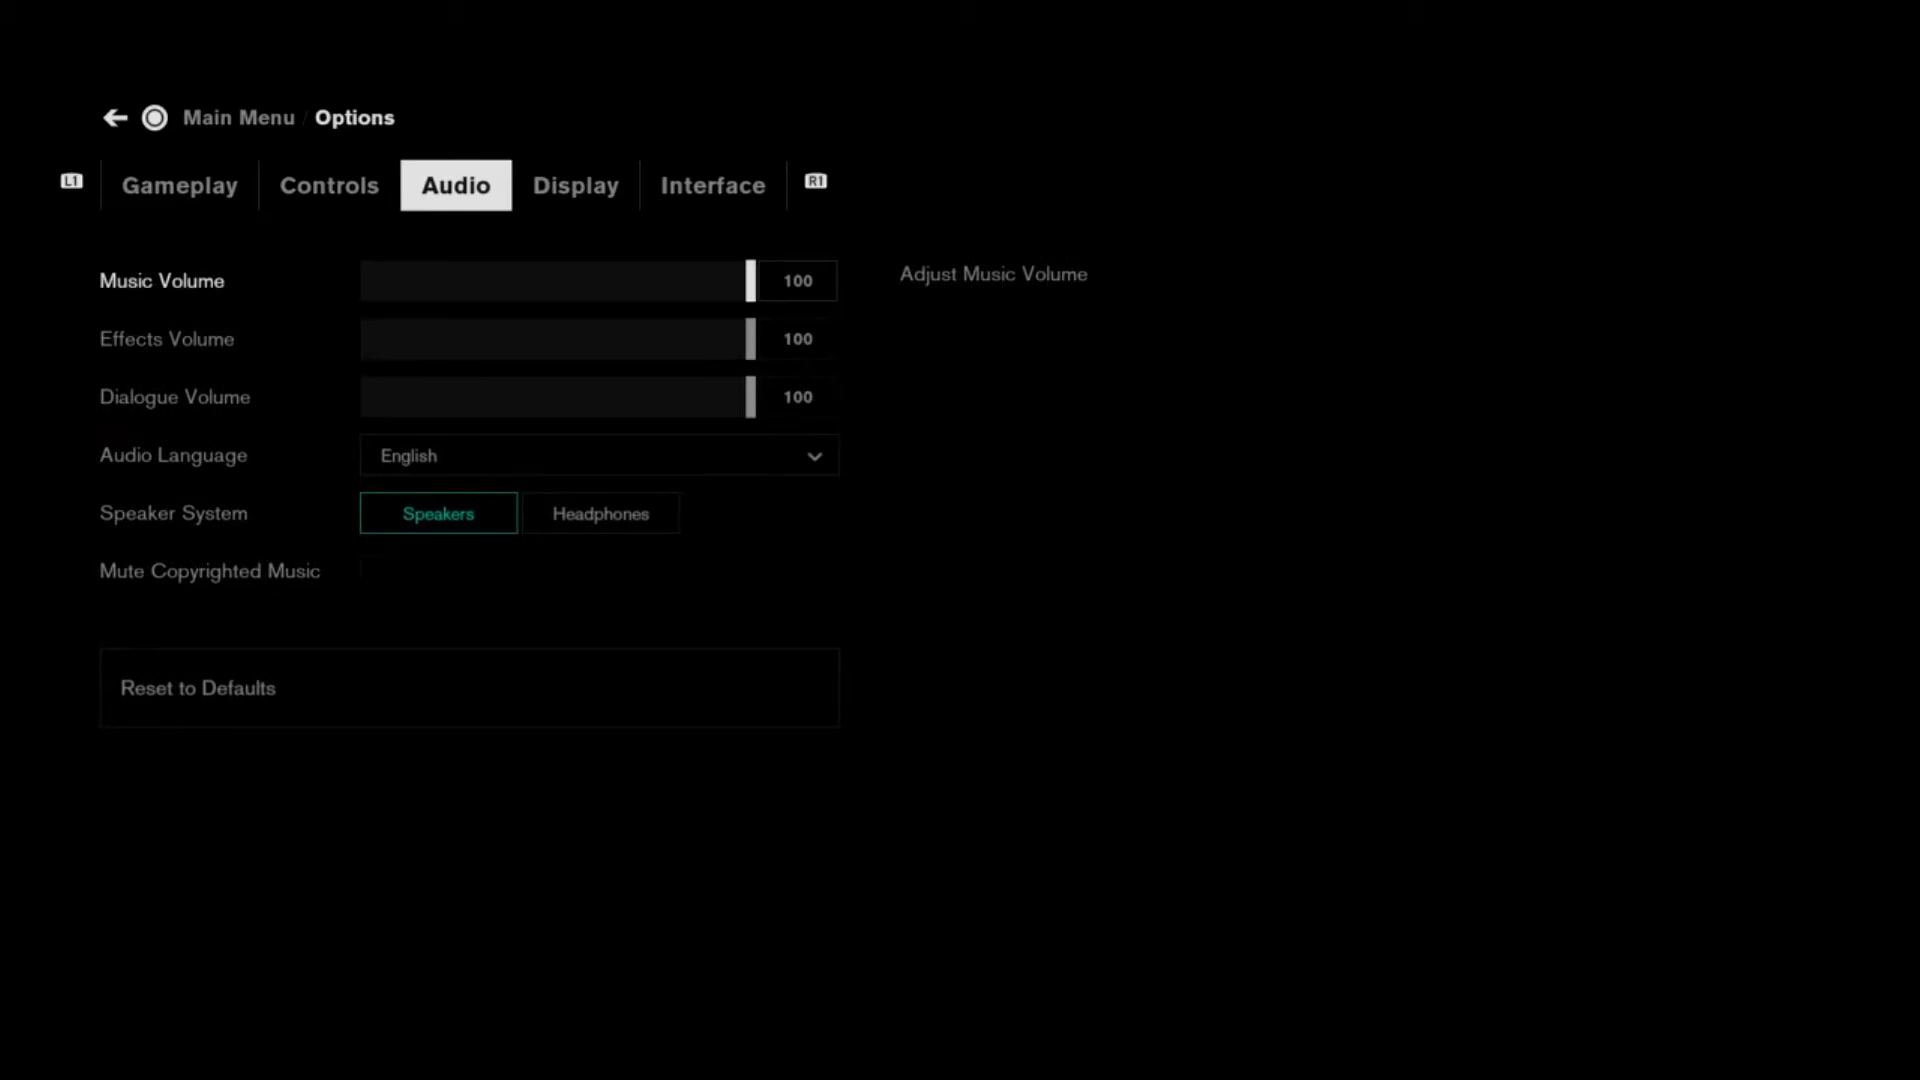 Main Menu / Options
L1 Gameplay Controls Audio Display Interface R1
Music Volume 100
Adjust Music Volume
Effects Volume 100
Dialogue Volume 100
Audio Language English
Speaker System Speakers Headphones
Mute Copyrighted Music
Reset to Defaults